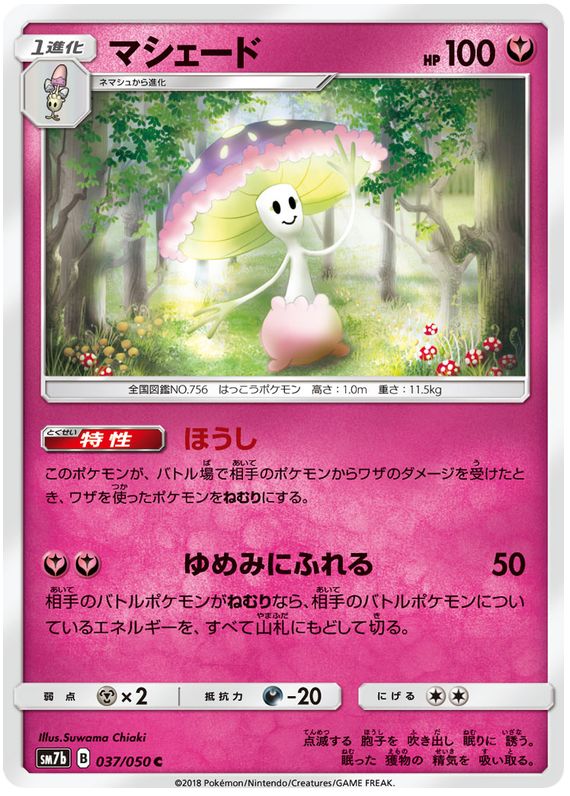 1進化
マシェード
HP 100
ネマシュから進化
全国図鑑NO.756 はっこうポケモン 高さ:1.0m 重さ:11.5kg
とくせい
特性 ほうし
このポケモンが、バトル場で相手のポケモンからワザのダメージを受けたと
き、ワザを使ったポケモンをねむりにする。
ゆめみにふれる 50
相手のバトルポケモンがねむりなら、相手のバトルポケモンについ
ているエネルギーを、すべて山札にもどして切る。
弱点 ×2 抵抗力 -20 にげる
Illus.Suwama Chiaki
点滅する 胞子を 吹き出し 眠りに 誘う。
眠った 獲物の 精気を 吸い取る。
sm7b B 037/050 C
©2018 Pokémon/Nintendo/Creatures/GAME FREAK.